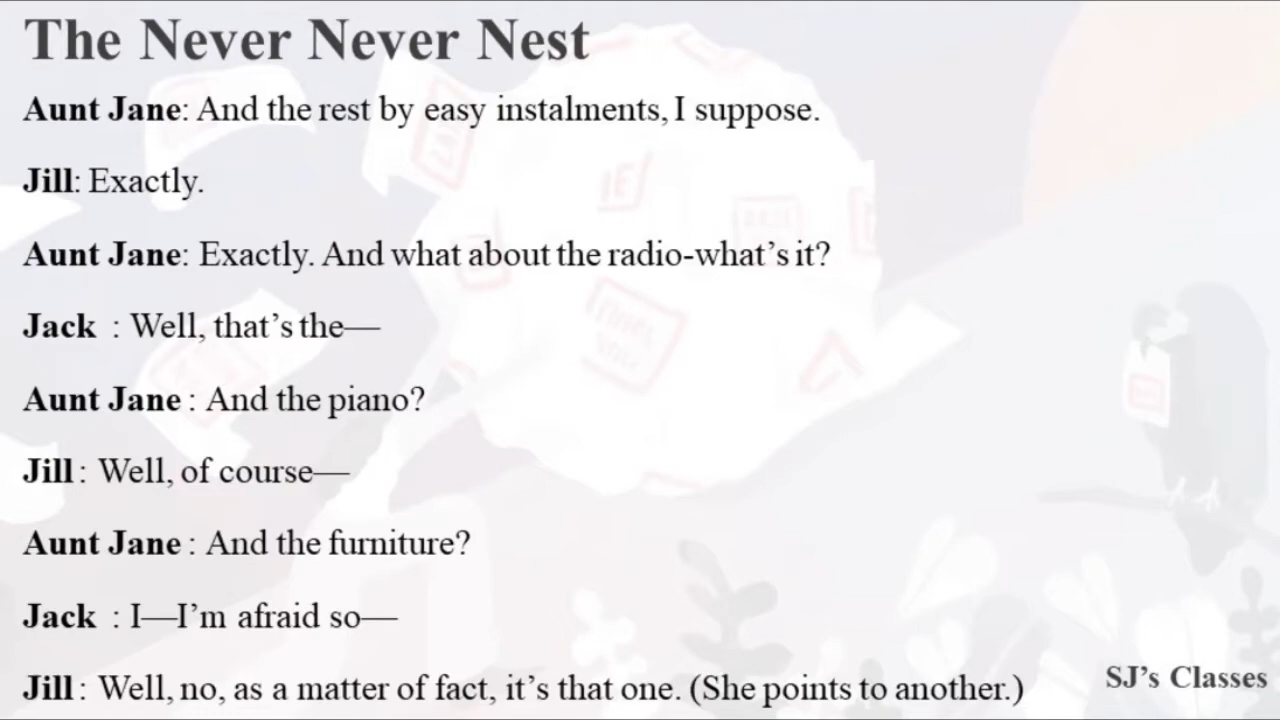 The Never Never Nest
Aunt Jane: And the rest by easy instalments, I suppose.
Jill: Exactly.
Aunt Jane: Exactly. And what about the radio-what’s it?
Jack : Well, that’s the—
Aunt Jane : And the piano?
Jill : Well, of course—
Aunt Jane : And the furniture?
Jack : I—I’m afraid so—
Jill : Well, no, as a matter of fact, it’s that one. (She points to another.)
SJ’s Classes